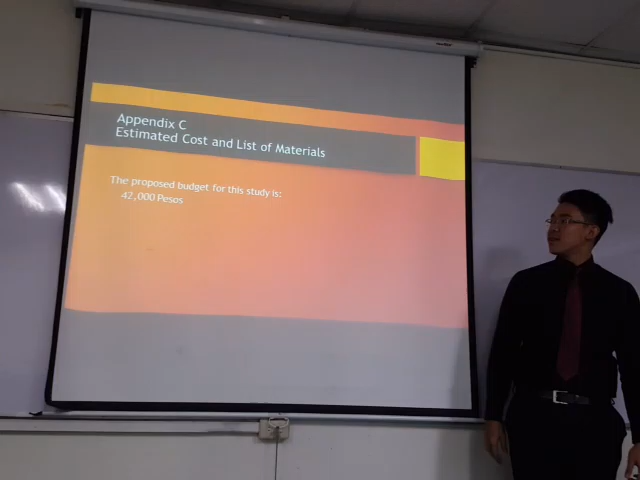 Appendix C
Estimated Cost and List of Materials
The proposed budget for this study is:
42,000 Pesos